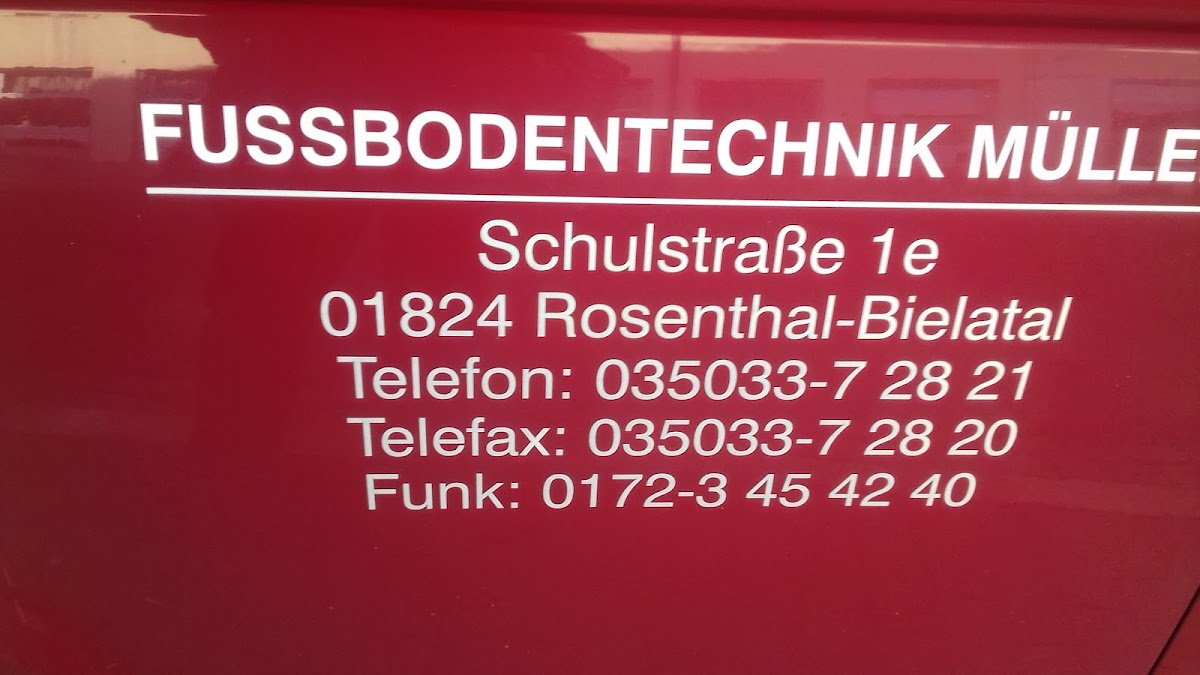 FUSSBODENTECHNIK MÜLLE
Schulstraße 1e
01824 Rosenthal-Bielatal
Telefon: 035033-7 28 21
Telefax: 035033-7 28 20
Funk: 0172-3 45 42 40